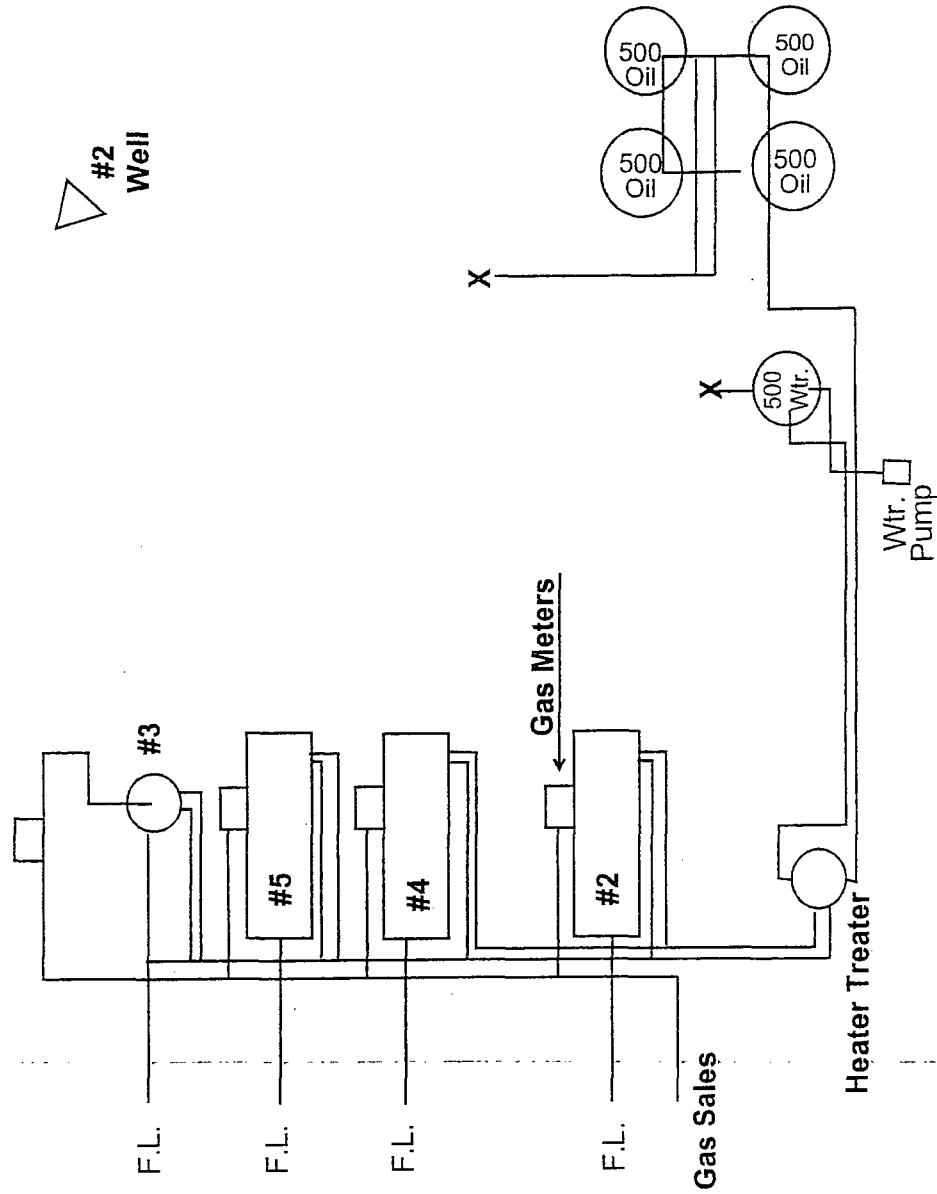 #2
Well
500
Oil
500
Oil
500
Oil
500
Oil
X
X
500
Wtr.
Wtr.
Pump
Gas Meters
#3
#5
#4
#2
Heater Treater
F.L.
F.L.
F.L.
F.L.
Gas Sales